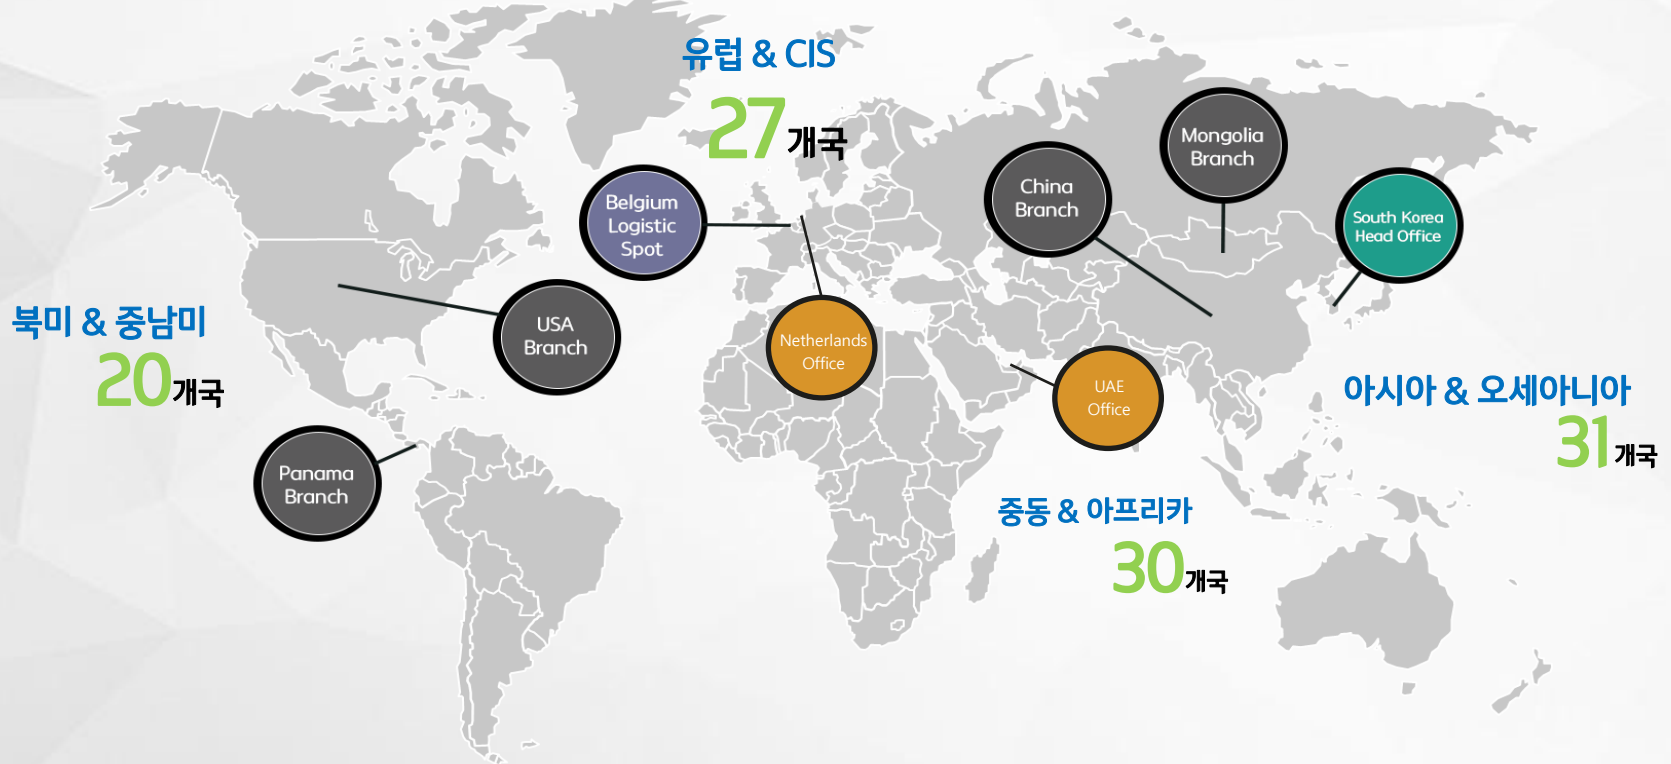 유럽 & CIS
27개국
Mongolia
Branch
China
Branch
South Korea
Head Office
Belgium
Logistic
Spot
USA
Branch
북미 & 중남미
20개국
Netherlands
Office
UAE
Office
아시아 & 오세아니아
31개국
Panama
Branch
중동 & 아프리카
30개국